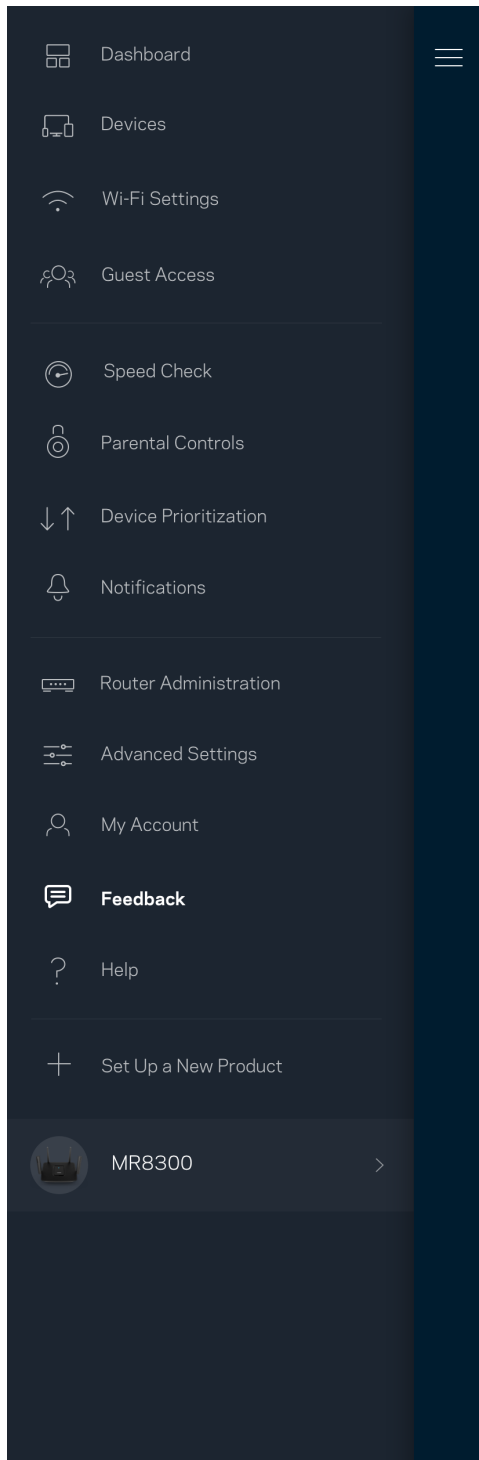 Dashboard
Devices
Wi-Fi Settings
Guest Access
Speed Check
Parental Controls
Device Prioritization
Notifications
Router Administration
Advanced Settings
My Account
Feedback
Help
Set Up a New Product
MR8300